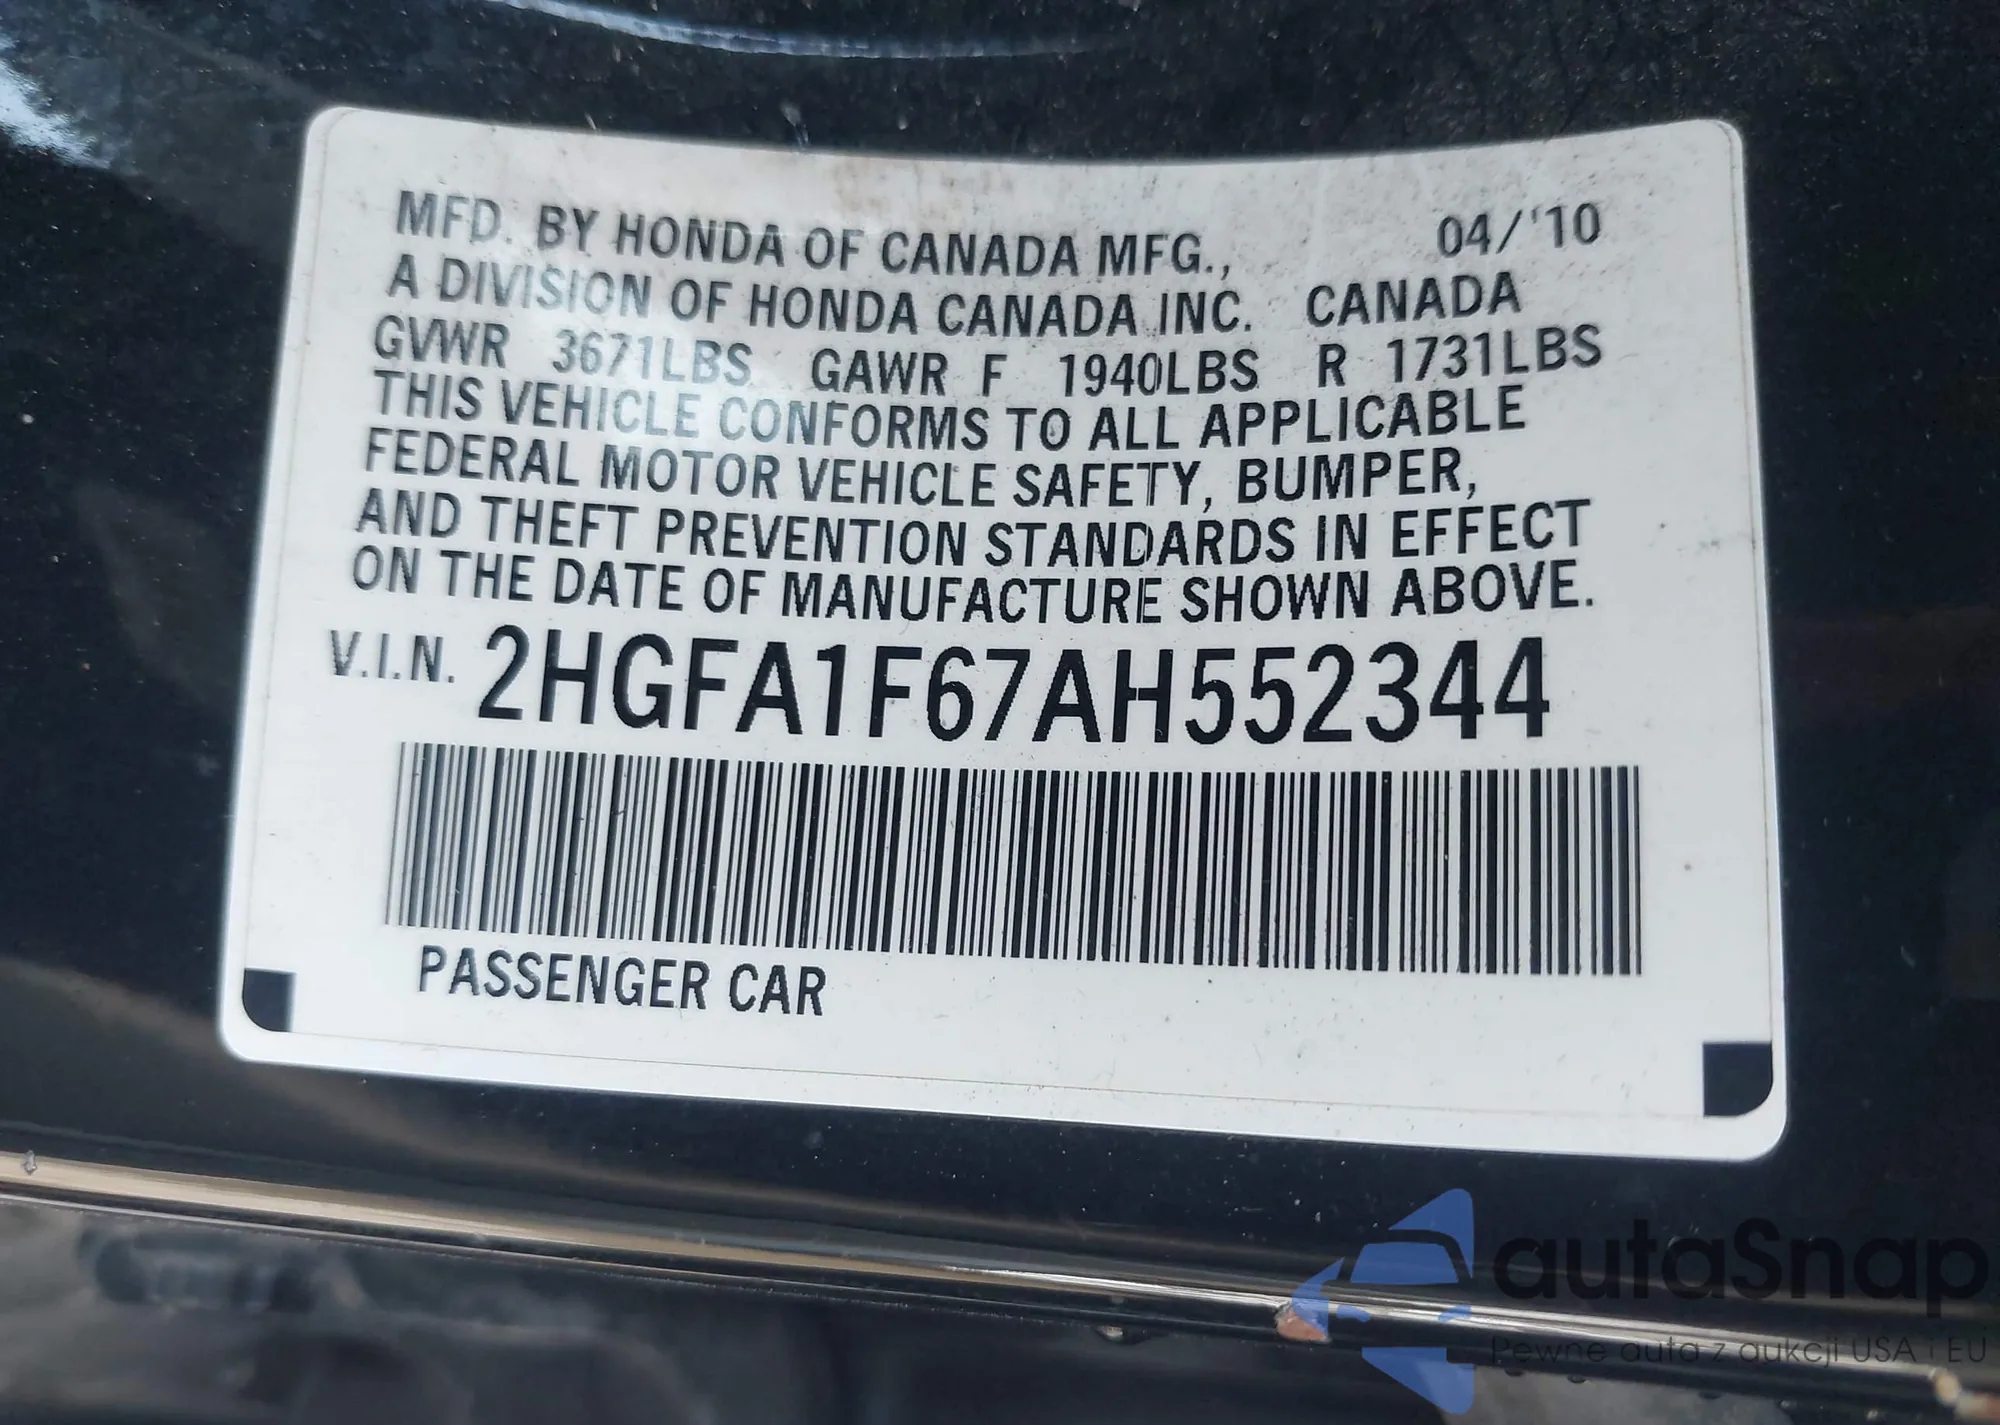 MFD. BY HONDA OF CANADA MFG., 04/'10
A DIVISION OF HONDA CANADA INC. CANADA
GVWR 3671LBS GAWR F 1940LBS R 1731LBS
THIS VEHICLE CONFORMS TO ALL APPLICABLE
FEDERAL MOTOR VEHICLE SAFETY, BUMPER,
AND THEFT PREVENTION STANDARDS IN EFFECT
ON THE DATE OF MANUFACTURE SHOWN ABOVE.
V.I.N. 2HGFA1F67AH552344
PASSENGER CAR
autaSnap
Pewne auta z aukcji USA i EU